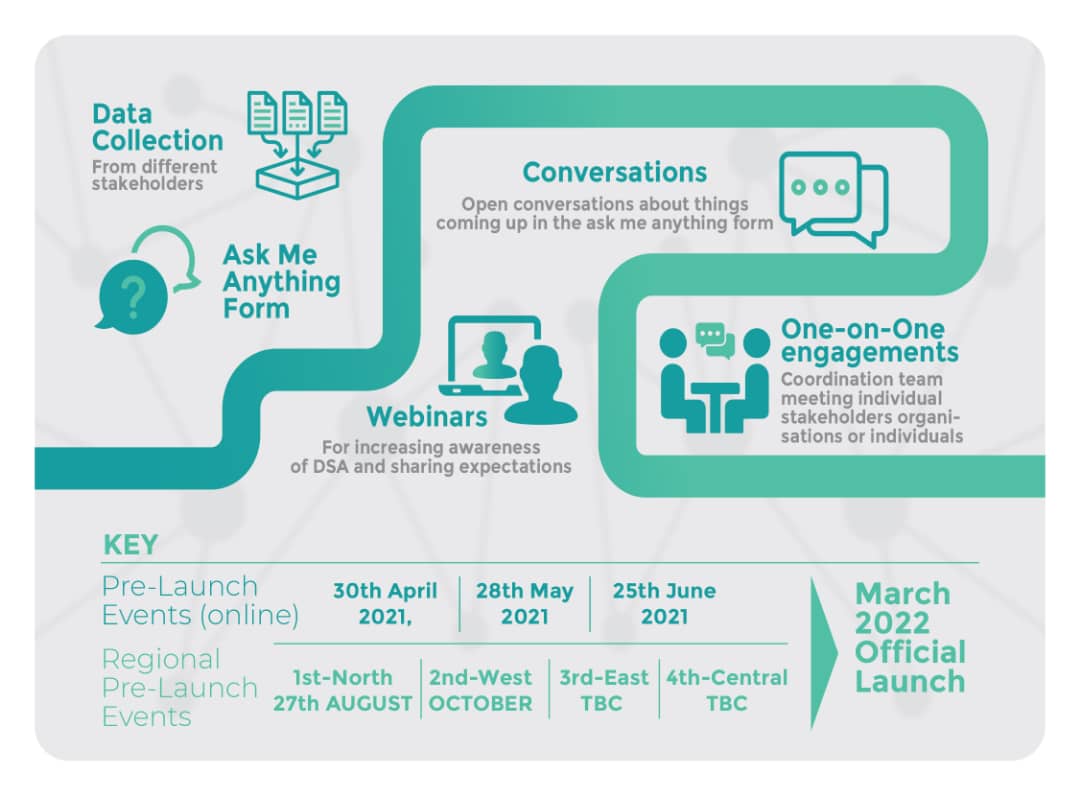 Data
Collection
From different
stakeholders
Ask Me
Anything
Form
?
Conversations
Open conversations about things
coming up in the ask me anything form
Webinars
For increasing awareness
of DSA and sharing expectations
One-on-One
engagements
Coordination team
meeting individual
stakeholders organi-
sations or individuals
KEY
Pre-Launch
Events (online)
30th April
2021,
28th May
2021
25th June
2021
Regional
Pre-Launch
Events
1st-North
27th AUGUST
2nd-West
OCTOBER
3rd-East
TBC
4th-Central
TBC
March
2022
Official
Launch